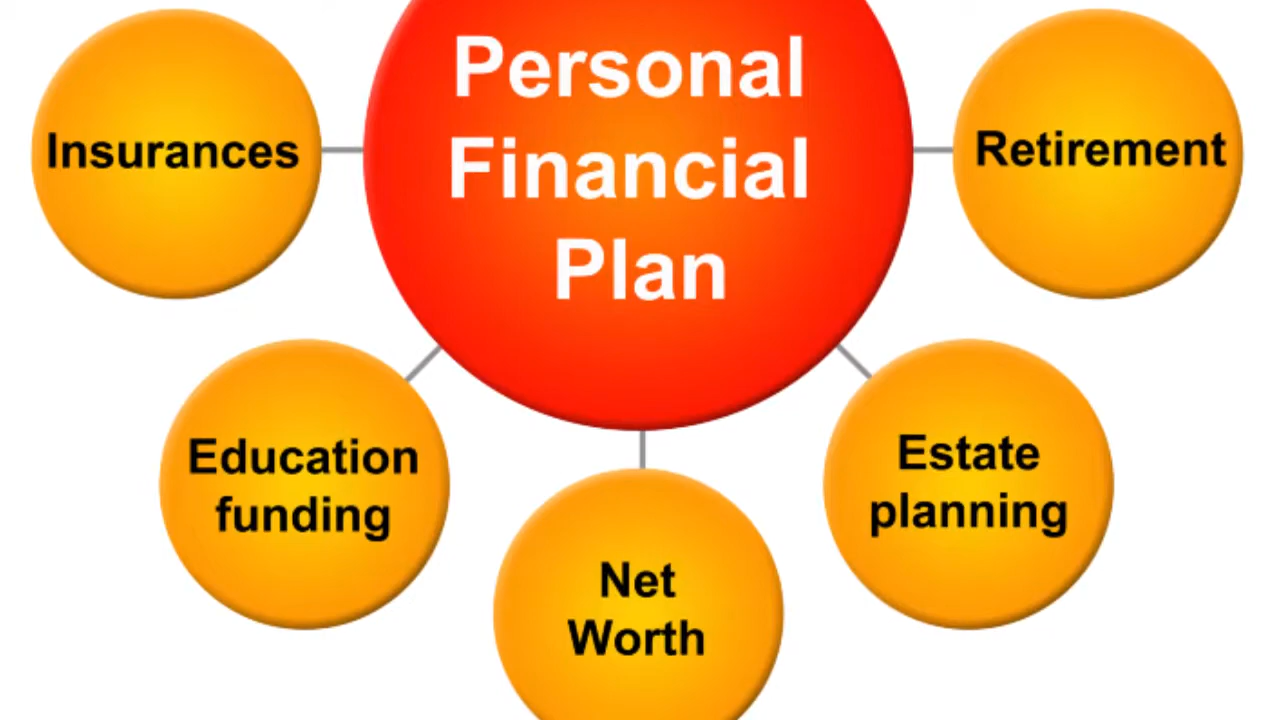 Personal
Financial
Plan
Insurances
Retirement
Education
funding
Estate
planning
Net
Worth